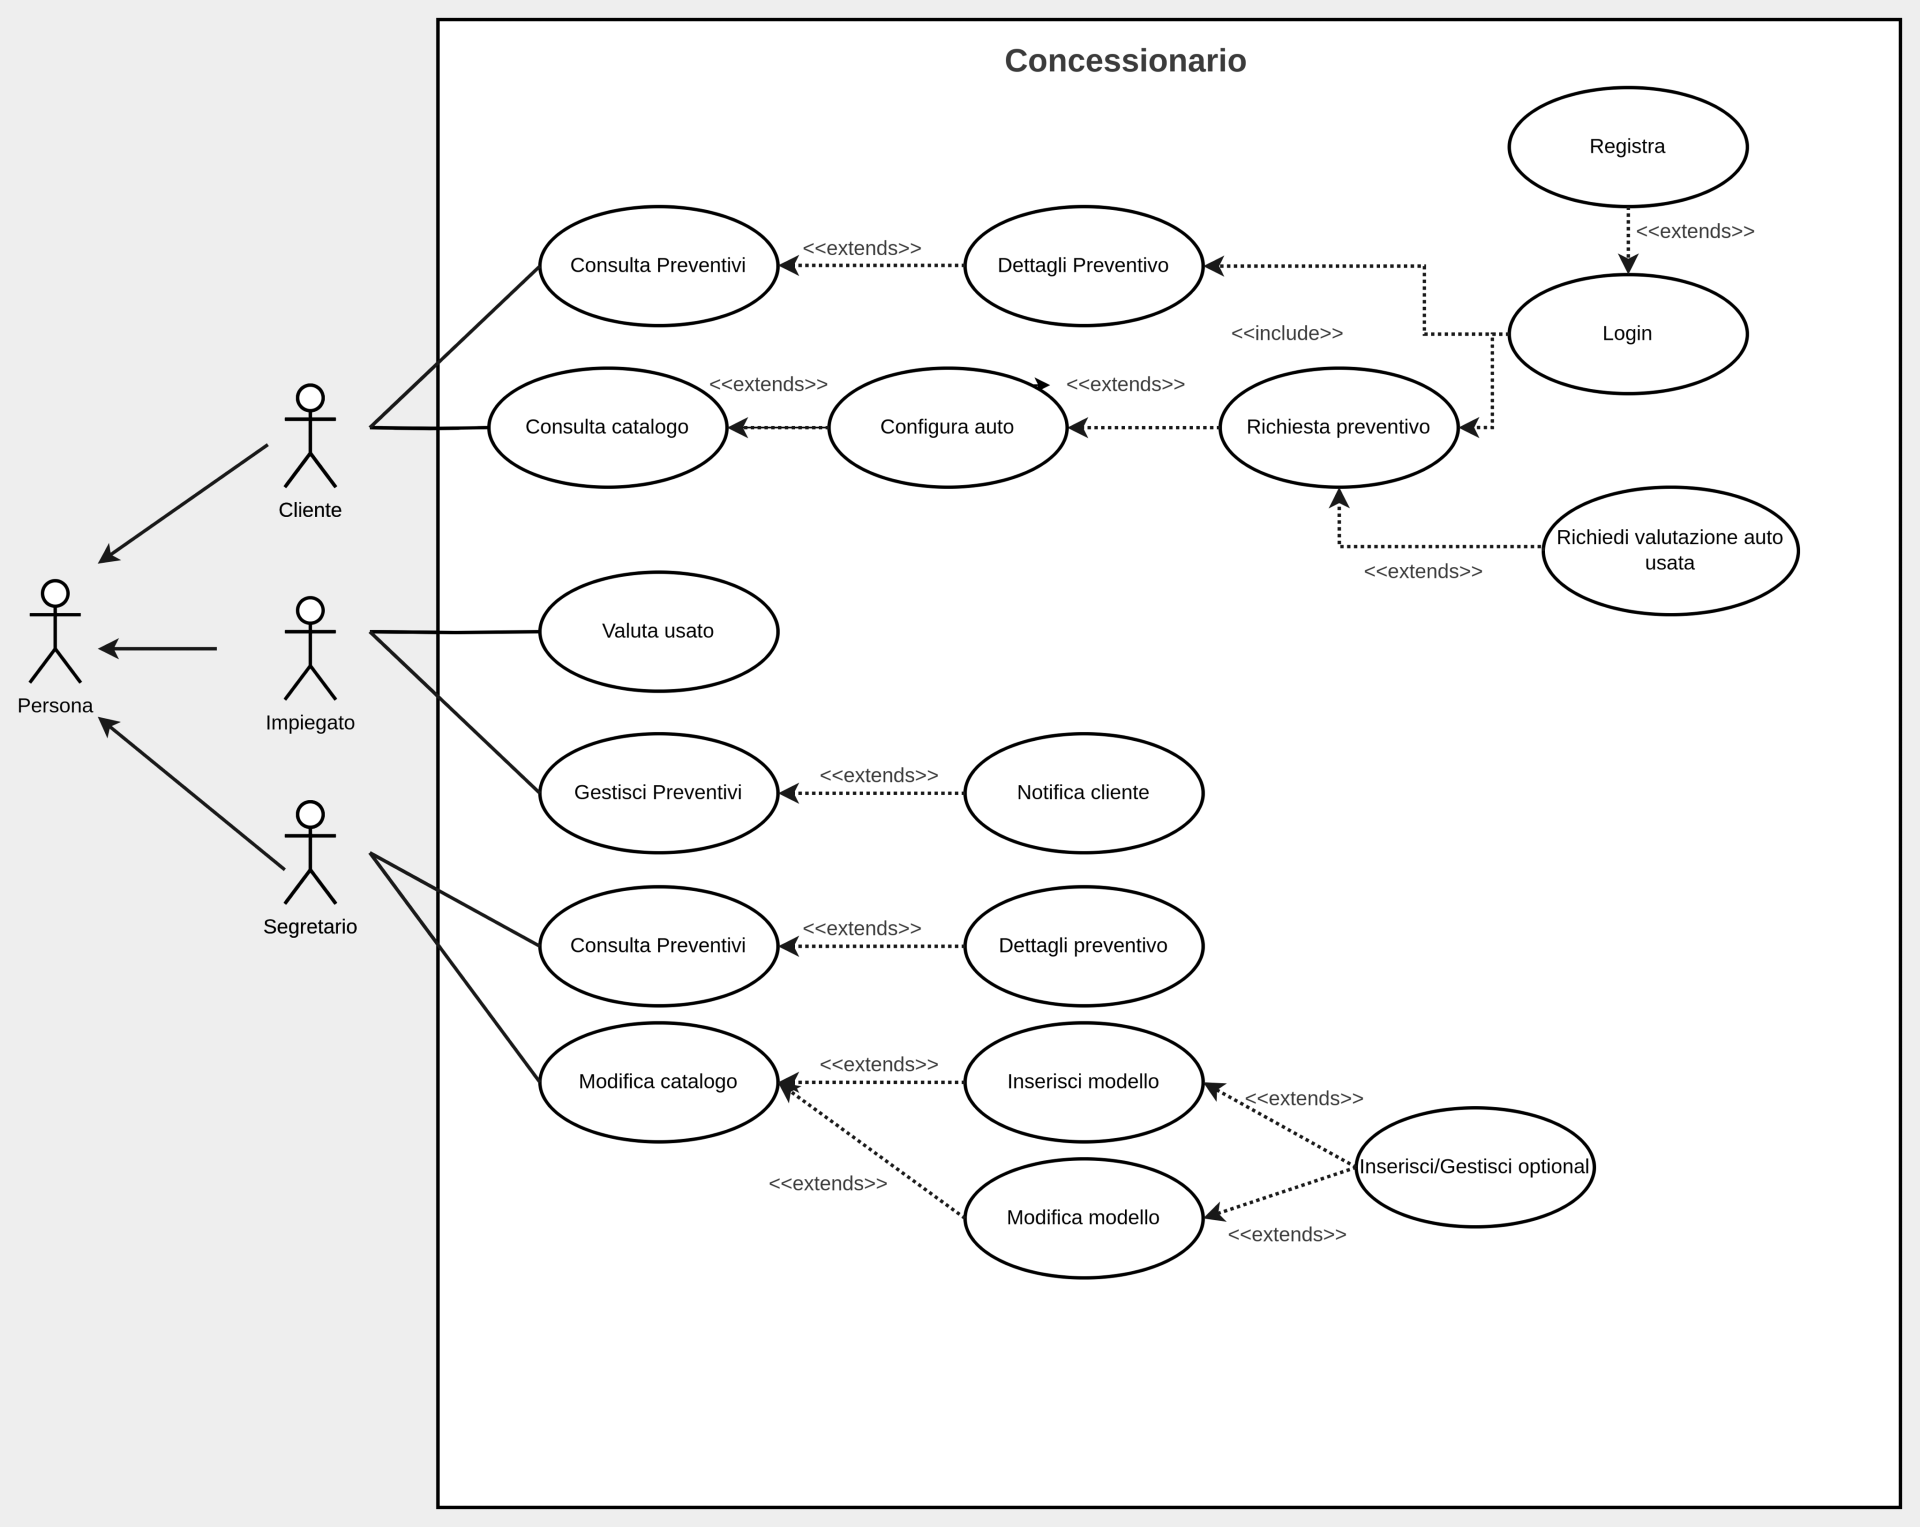 Concessionario
Registra
<<extends>>
Consulta Preventivi
<<extends>>
Dettagli Preventivo
<<include>>
Login
Cliente
Consulta catalogo
<<extends>>
Configura auto
<<extends>>
Richiesta preventivo
Richiedi valutazione auto
usata
<<extends>>
Persona
Impiegato
Valuta usato
Gestisci Preventivi
<<extends>>
Notifica cliente
Segretario
Consulta Preventivi
<<extends>>
Dettagli preventivo
Modifica catalogo
<<extends>>
Inserisci modello
<<extends>>
Inserisci/Gestisci optional
<<extends>>
Modifica modello
<<extends>>